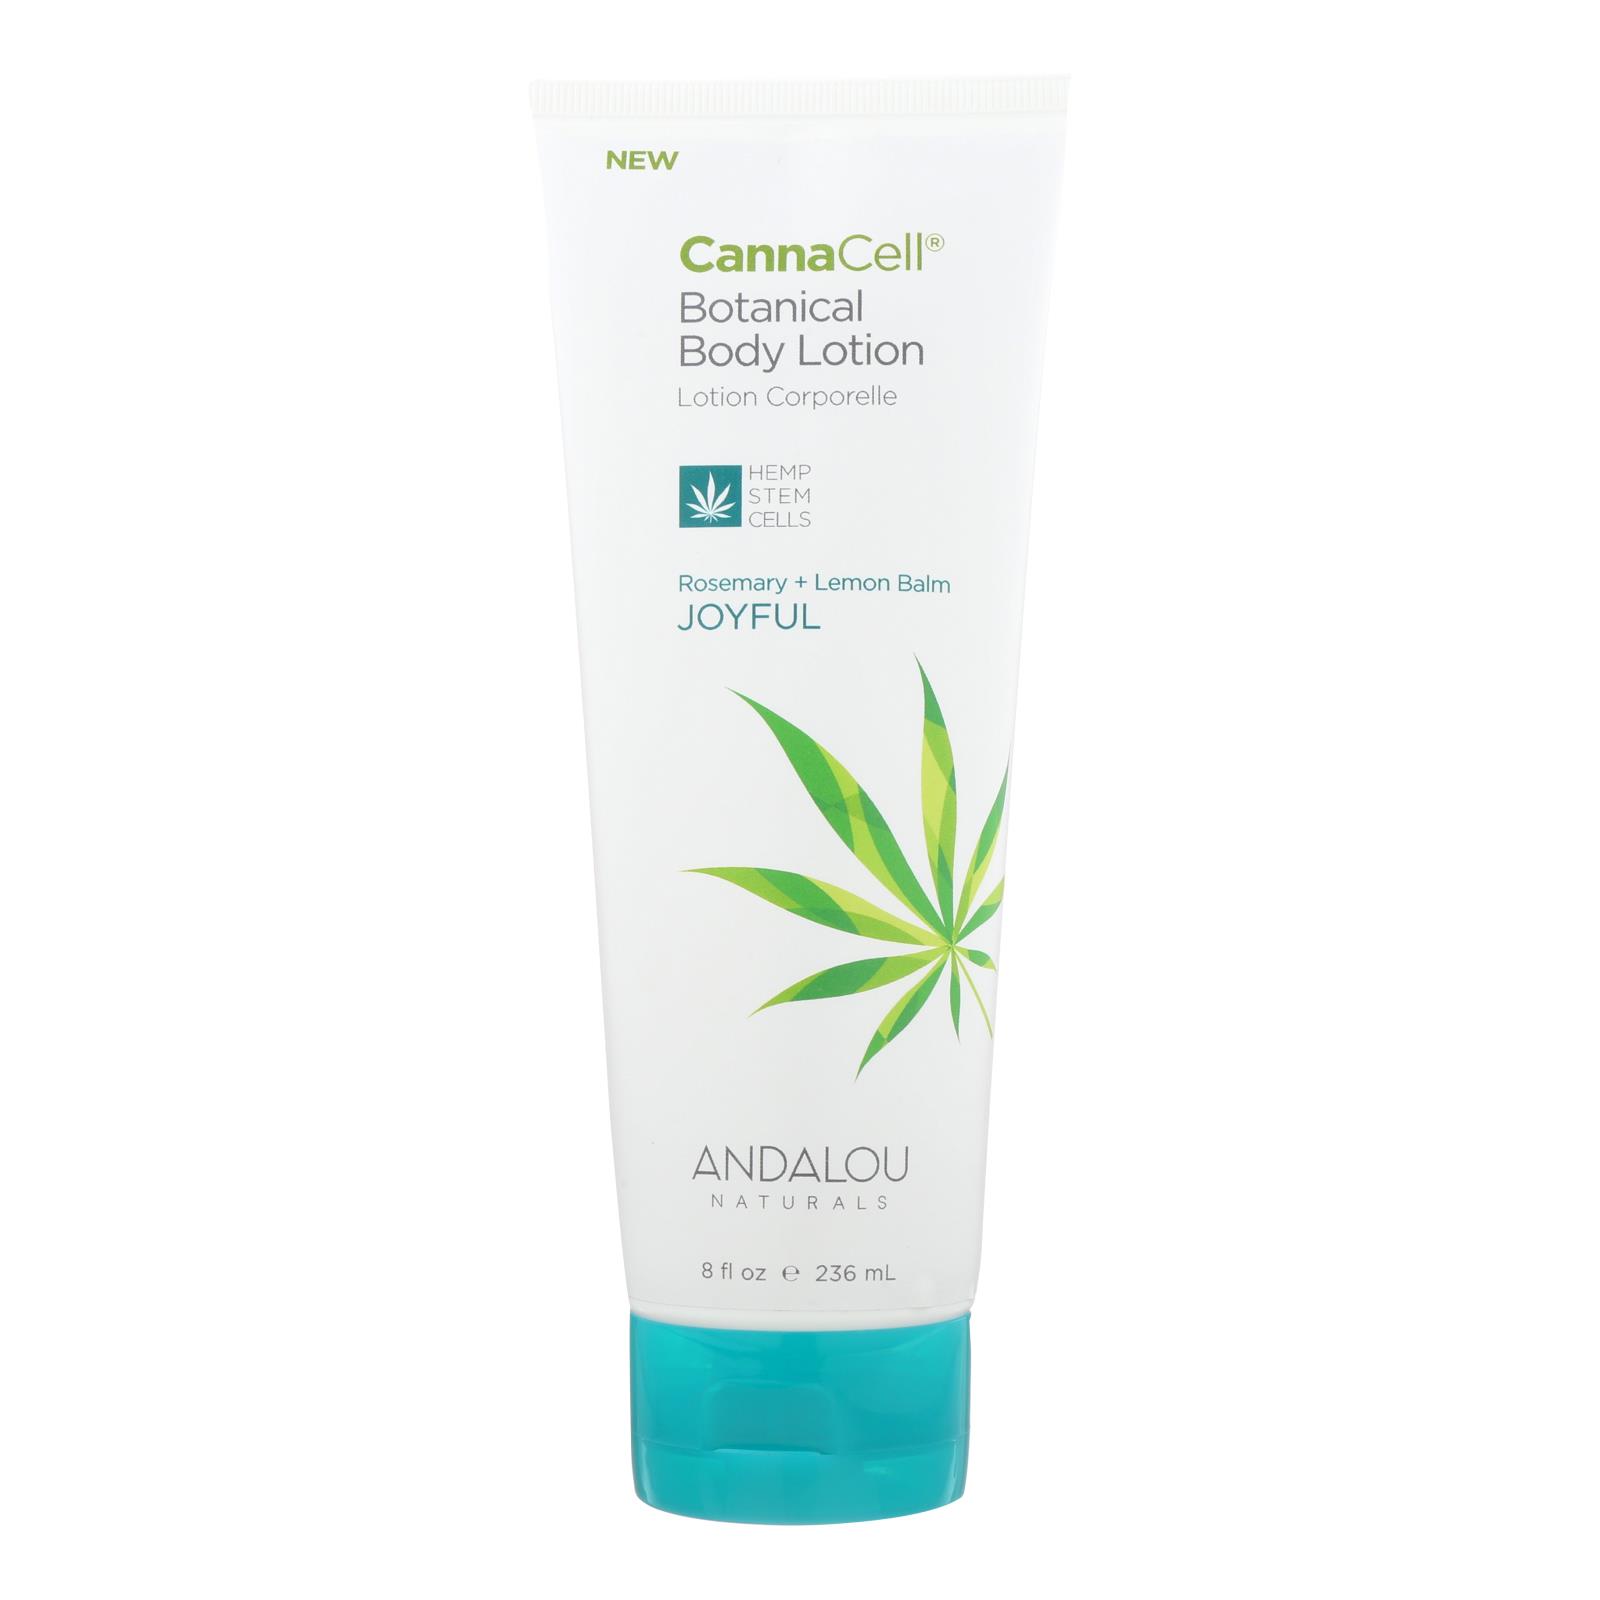 NEW
CannaCell®
Botanical
Body Lotion
Lotion Corporelle
HEMP
STEM
CELLS
Rosemary + Lemon Balm
JOYFUL
ANDALOU
NATURALS
8 fl oz ℮ 236 mL